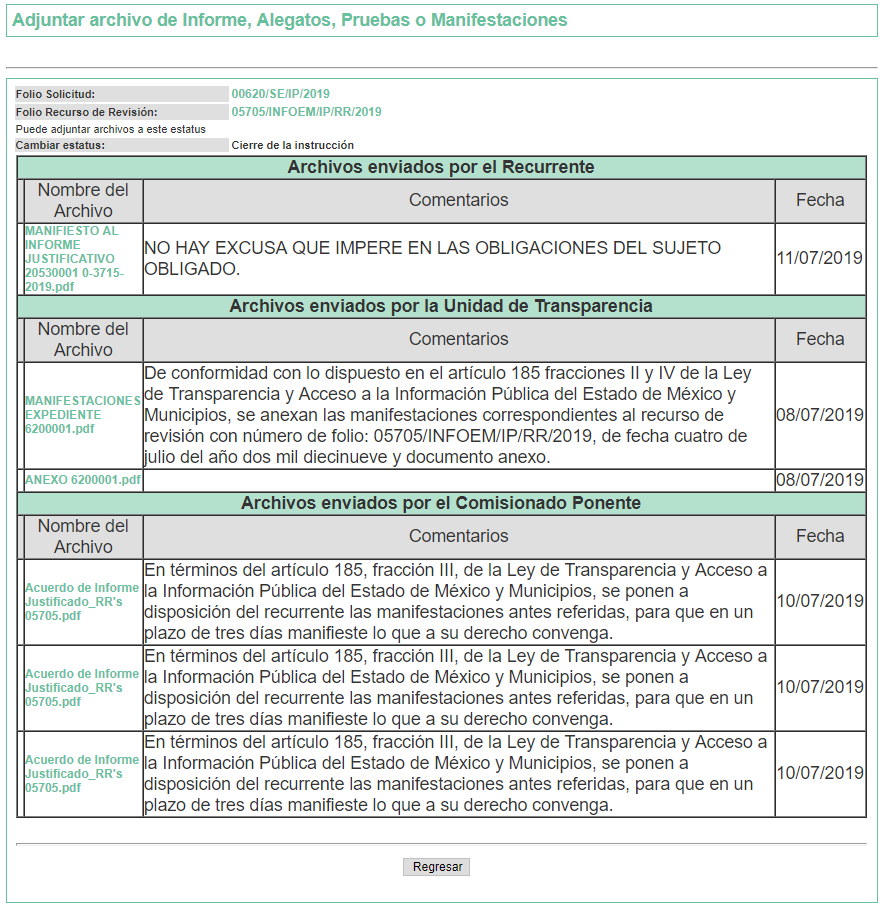 Adjuntar archivo de Informe, Alegatos, Pruebas o Manifestaciones
Folio Solicitud: 00620/SE/IP/2019
Folio Recurso de Revisión: 05705/INFOEM/IP/RR/2019
Puede adjuntar archivos a este estatus
Cambiar estatus: Cierre de la instrucción
Archivos enviados por el Recurrente
Nombre del
Archivo
Comentarios
Fecha
MANIFIESTO AL
INFORME
JUSTIFICATIVO
20530001 0-3715-
2019.pdf
NO HAY EXCUSA QUE IMPERE EN LAS OBLIGACIONES DEL SUJETO
OBLIGADO.
11/07/2019
Archivos enviados por la Unidad de Transparencia
Nombre del
Archivo
Comentarios
Fecha
MANIFESTACIONES
EXPEDIENTE
6200001.pdf
De conformidad con lo dispuesto en el artículo 185 fracciones II y IV de la Ley
de Transparencia y Acceso a la Información Pública del Estado de México y
Municipios, se anexan las manifestaciones correspondientes al recurso de
revisión con número de folio: 05705/INFOEM/IP/RR/2019, de fecha cuatro de
julio del año dos mil diecinueve y documento anexo.
08/07/2019
ANEXO 6200001.pdf
08/07/2019
Archivos enviados por el Comisionado Ponente
Nombre del
Archivo
Comentarios
Fecha
Acuerdo de Informe
Justificado_RR's
05705.pdf
En términos del artículo 185, fracción III, de la Ley de Transparencia y Acceso a
la Información Pública del Estado de México y Municipios, se ponen a
disposición del recurrente las manifestaciones antes referidas, para que en un
plazo de tres días manifieste lo que a su derecho convenga.
10/07/2019
Acuerdo de Informe
Justificado_RR's
05705.pdf
En términos del artículo 185, fracción III, de la Ley de Transparencia y Acceso a
la Información Pública del Estado de México y Municipios, se ponen a
disposición del recurrente las manifestaciones antes referidas, para que en un
plazo de tres días manifieste lo que a su derecho convenga.
10/07/2019
Acuerdo de Informe
Justificado_RR's
05705.pdf
En términos del artículo 185, fracción III, de la Ley de Transparencia y Acceso a
la Información Pública del Estado de México y Municipios, se ponen a
disposición del recurrente las manifestaciones antes referidas, para que en un
plazo de tres días manifieste lo que a su derecho convenga.
10/07/2019
Regresar